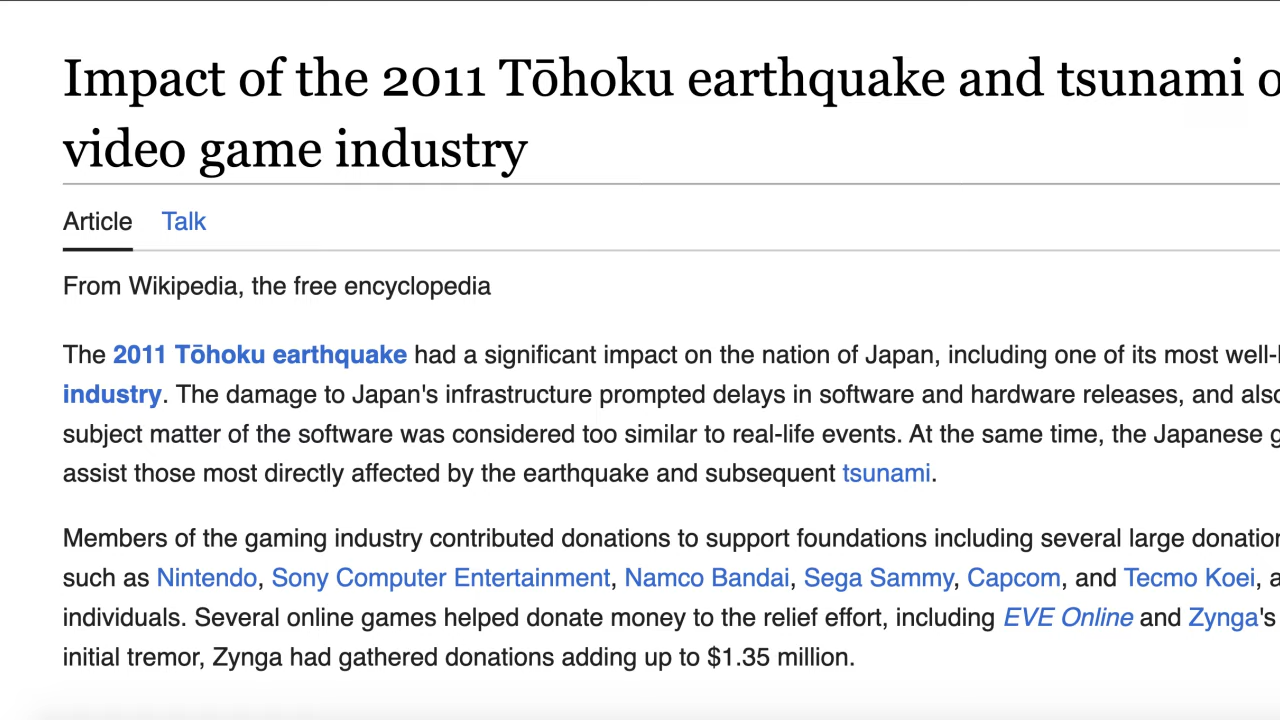 Impact of the 2011 Tōhoku earthquake and tsunami
video game industry
Article Talk
From Wikipedia, the free encyclopedia
The 2011 Tōhoku earthquake had a significant impact on the nation of Japan, including one of its most
industry. The damage to Japan's infrastructure prompted delays in software and hardware releases, and
subject matter of the software was considered too similar to real-life events. At the same time, the Japanese
assist those most directly affected by the earthquake and subsequent tsunami.
Members of the gaming industry contributed donations to support foundations including several large
such as Nintendo, Sony Computer Entertainment, Namco Bandai, Sega Sammy, Capcom, and Tecmo Koei,
individuals. Several online games helped donate money to the relief effort, including EVE Online and Zynga's
initial tremor, Zynga had gathered donations adding up to $1.35 million.